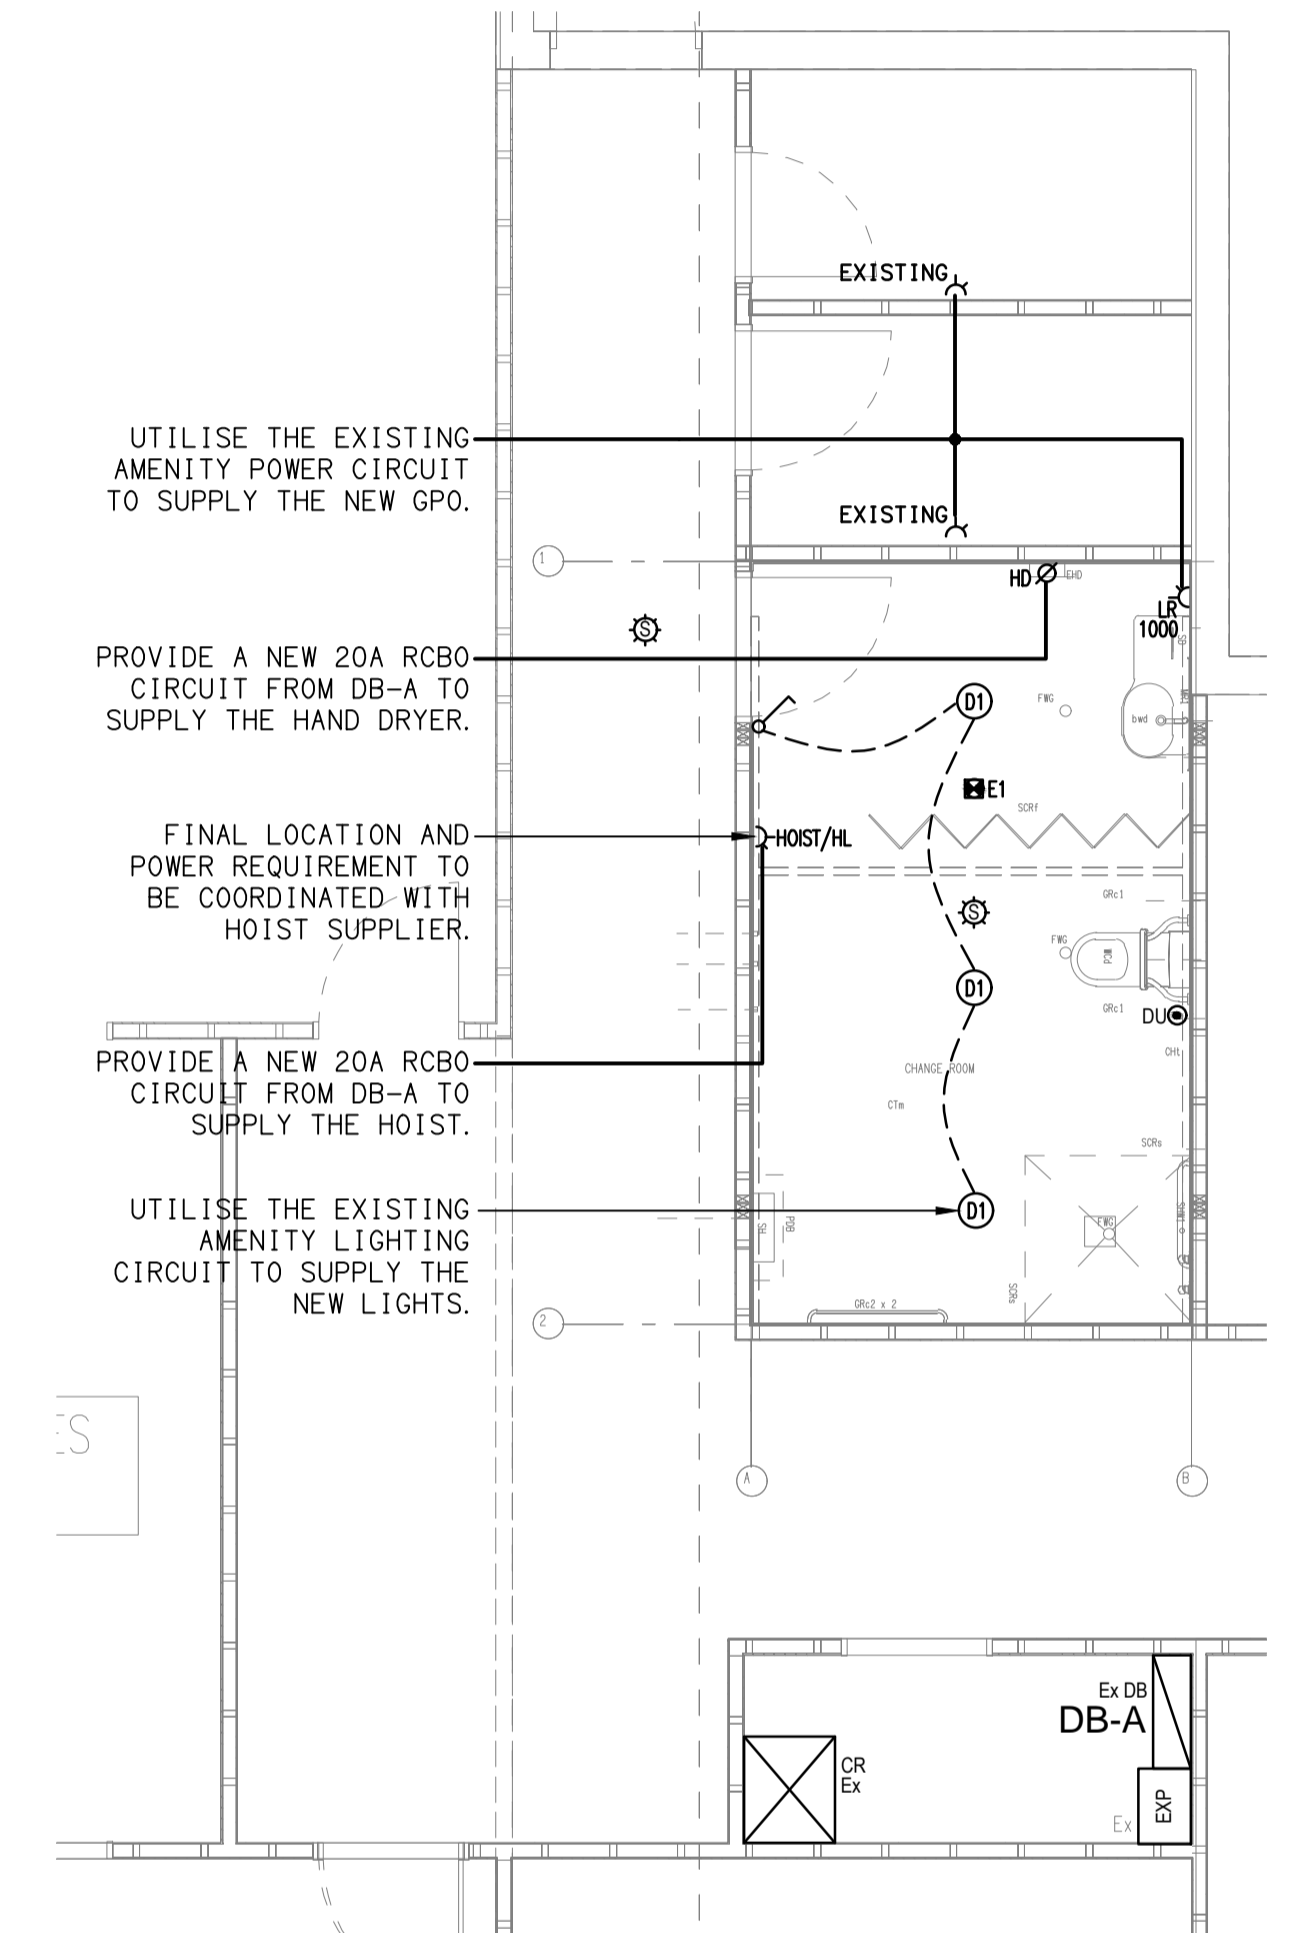 EXISTING
UTILISE THE EXISTING
AMENITY POWER CIRCUIT
TO SUPPLY THE NEW GPO.
EXISTING
1
HD
EHD
LR
1000
SD
S
PROVIDE A NEW 20A RCBO
CIRCUIT FROM DB-A TO
SUPPLY THE HAND DRYER.
D1
FWG
bwd
E1
SCRf
FINAL LOCATION AND
POWER REQUIREMENT TO
BE COORDINATED WITH
HOIST SUPPLIER.
HOIST/HL
GRc1
S
FWG
WCd
D1
GRc1
DU
CHt
PROVIDE A NEW 20A RCBO
CIRCUIT FROM DB-A TO
SUPPLY THE HOIST.
CHANGE ROOM
CTm
SCRs
UTILISE THE EXISTING
AMENITY LIGHTING
CIRCUIT TO SUPPLY THE
NEW LIGHTS.
D1
SH
PDB
FWG
SCRs
GRc2 x 2
2
ES
A
B
Ex DB
DB-A
CR
Ex
Ex
EXP